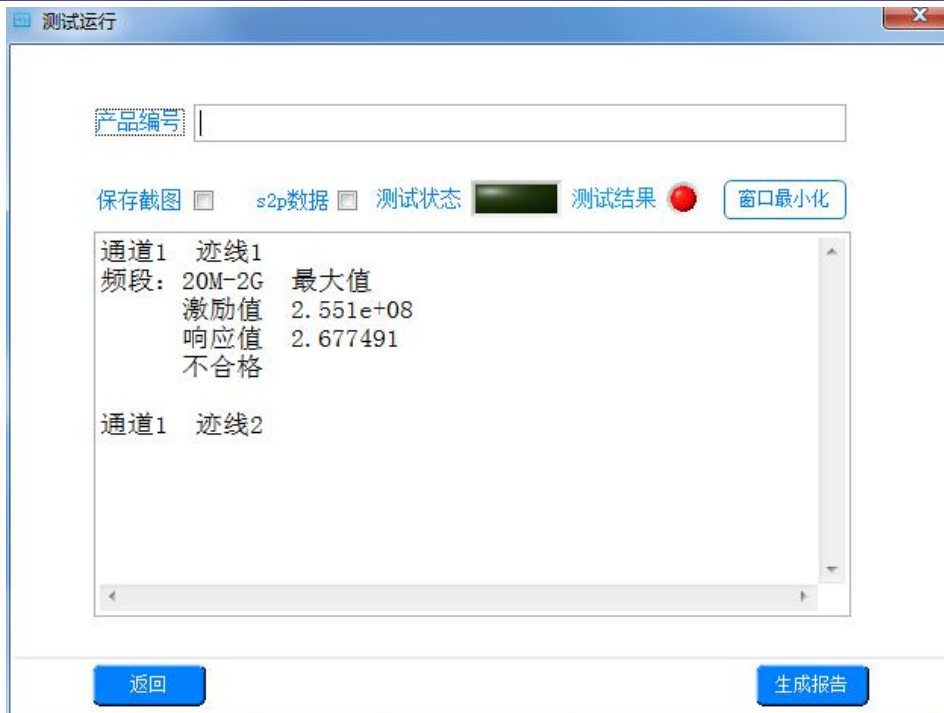 测试运行
产品编号
保存截图 s2p数据 测试状态 测试结果 窗口最小化
通道1 迹线1
频段: 20M-2G 最大值
激励值 2.551e+08
响应值 2.677491
不合格
通道1 迹线2
返回 生成报告